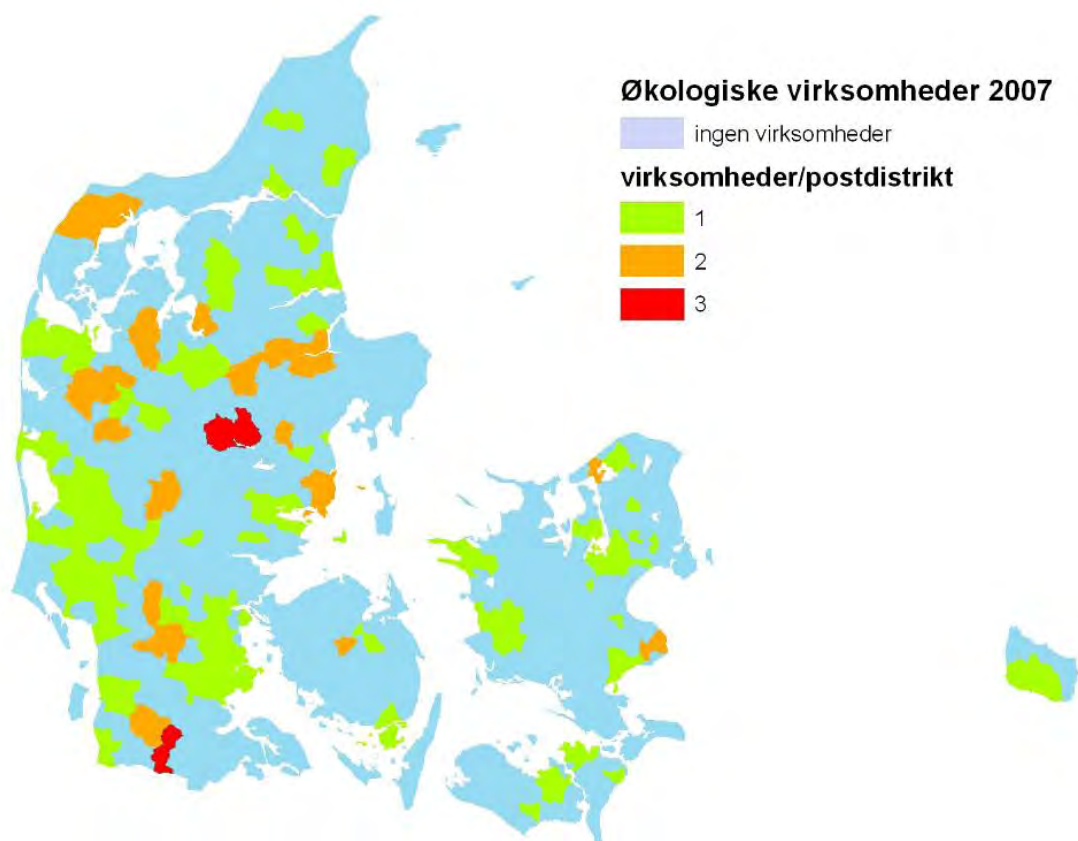 Økologiske virksomheder 2007
ingen virksomheder
virksomheder/postdistrikt
1
2
3